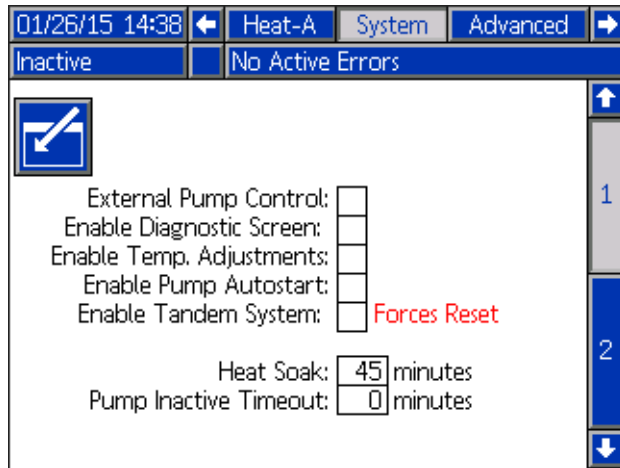 01/26/15 14:38 Heat-A System Advanced
Inactive No Active Errors
External Pump Control:
Enable Diagnostic Screen:
Enable Temp. Adjustments:
Enable Pump Autostart:
Enable Tandem System: Forces Reset
Heat Soak: 45 minutes
Pump Inactive Timeout: 0 minutes
1
2